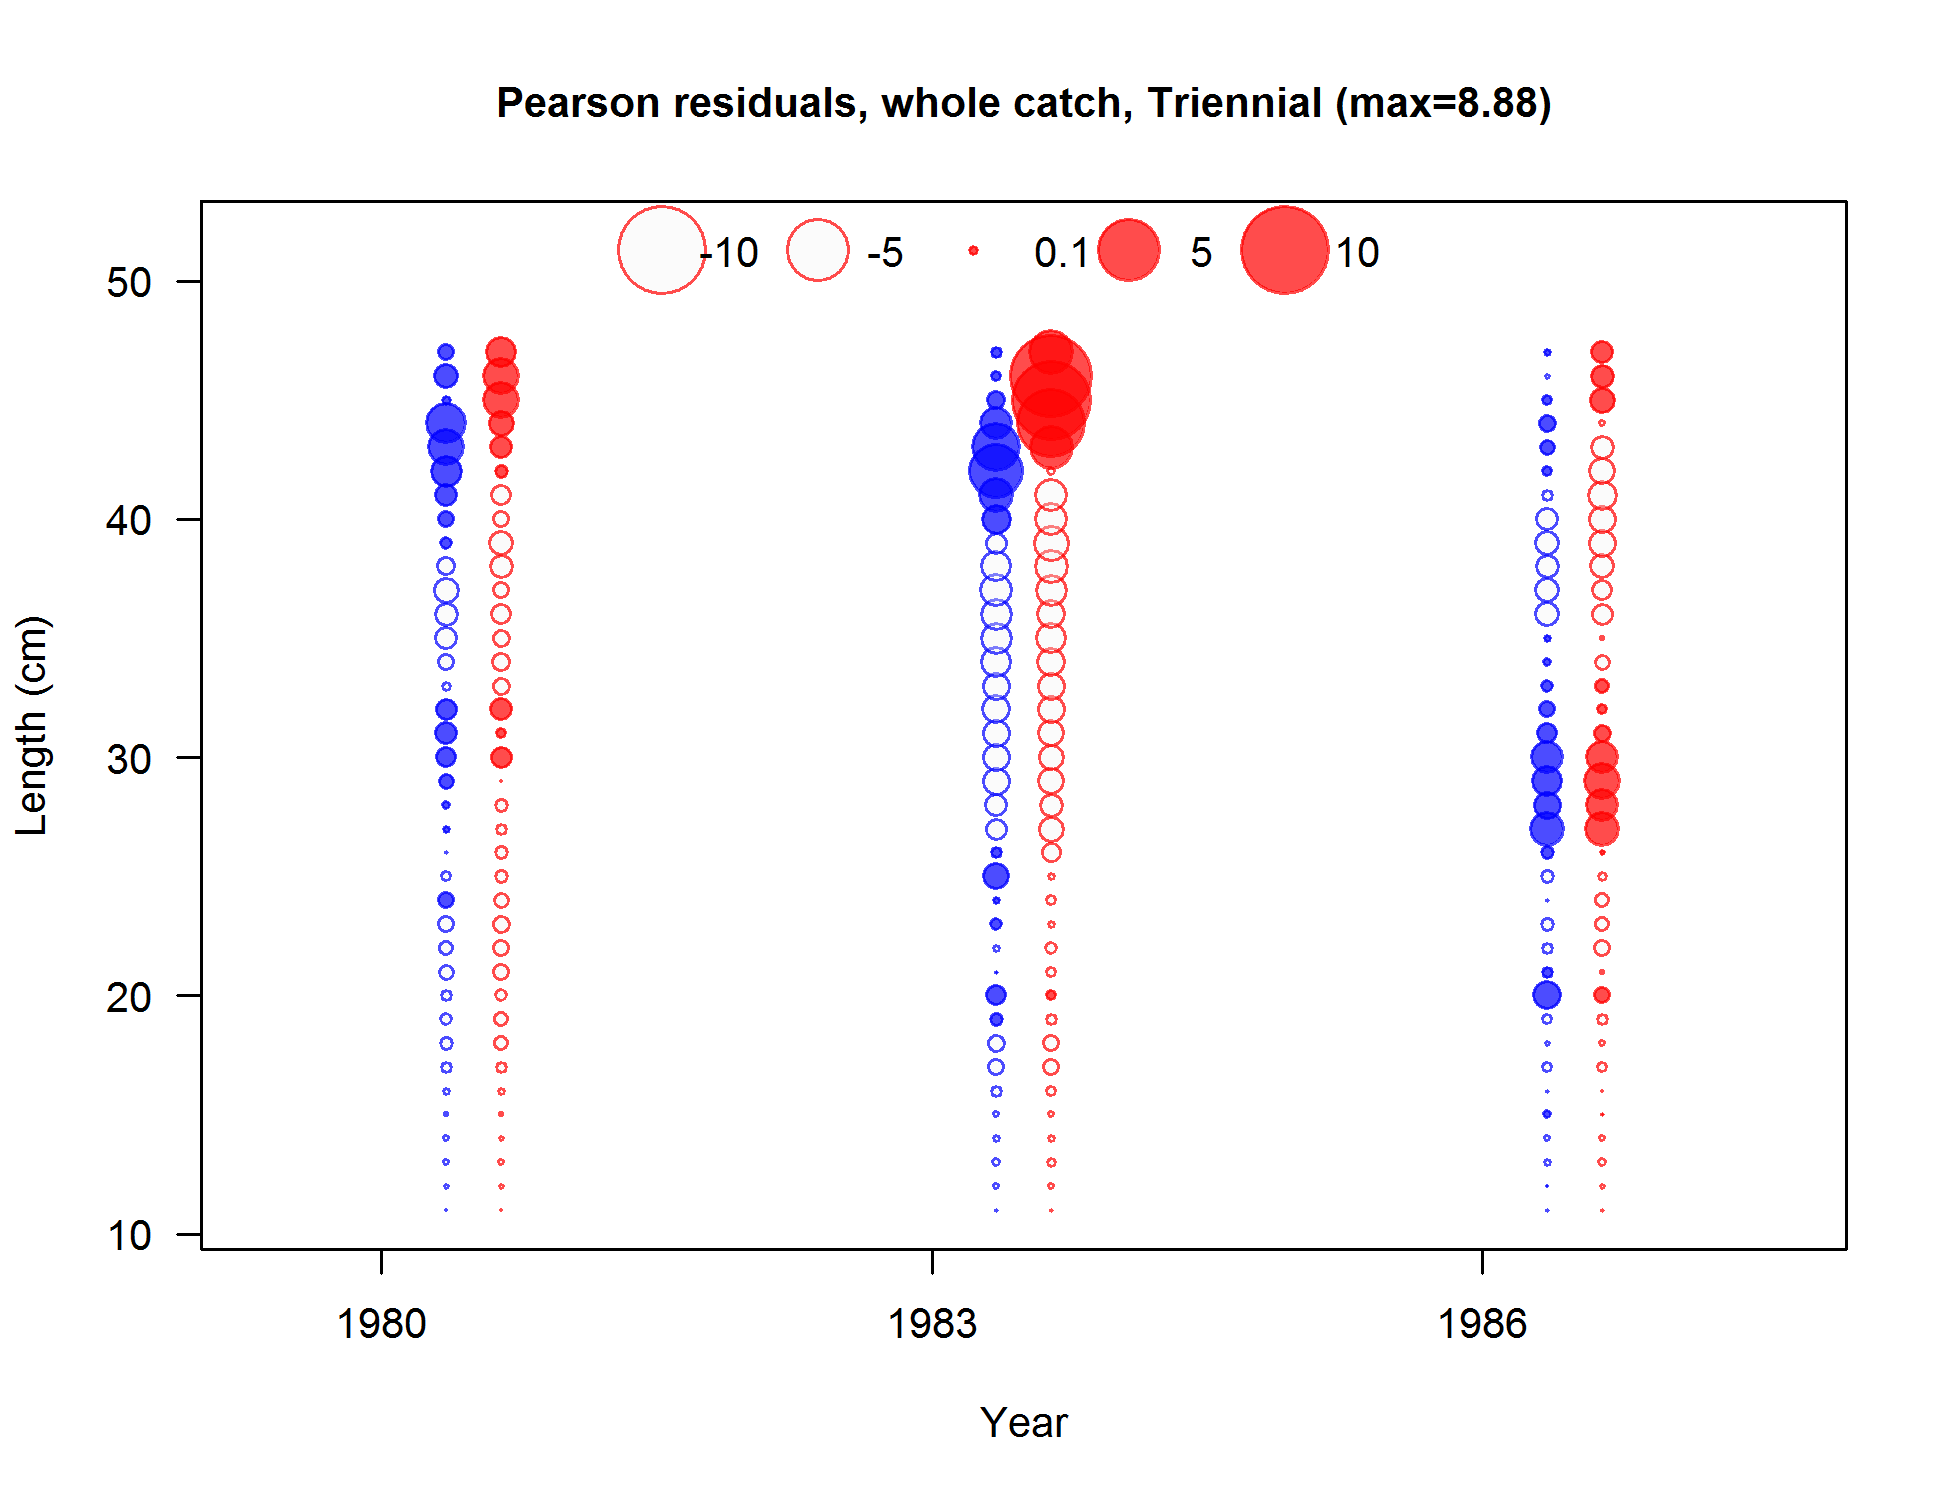 Pearson residuals, whole catch, Triennial (max=8.88)
-10 -5 0.1 5 10
50
40
30
20
10
Length (cm)
1980 1983 1986
Year